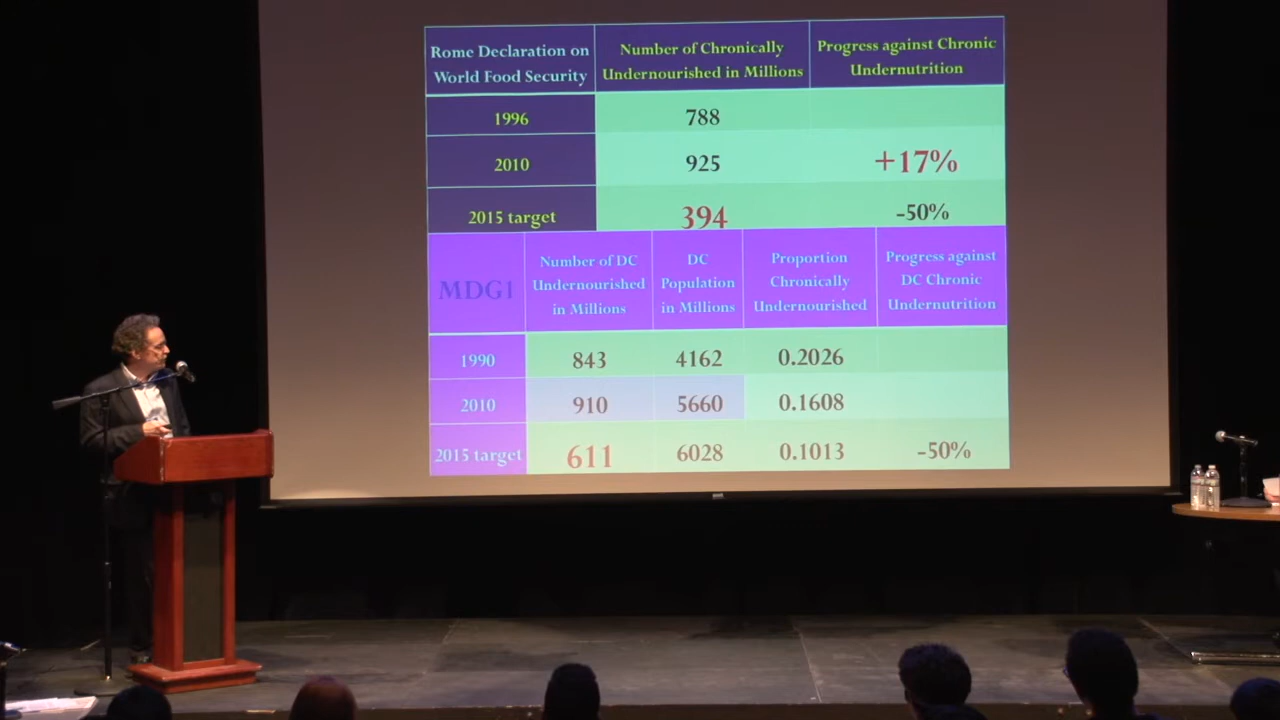 Rome Declaration on
World Food Security
Number of Chronically
Undernourished in Millions
Progress against Chronic
Undernutrition
1996
788
2010
925
+17%
2015 target
394
-50%
MDG1
Number of DC
Undernourished
in Millions
DC
Population
in Millions
Proportion
Chronically
Undernourished
Progress against
DC Chronic
Undernutrition
1990
843
4162
0.2026
2010
910
5660
0.1608
2015 target
611
6028
0.1013
-50%